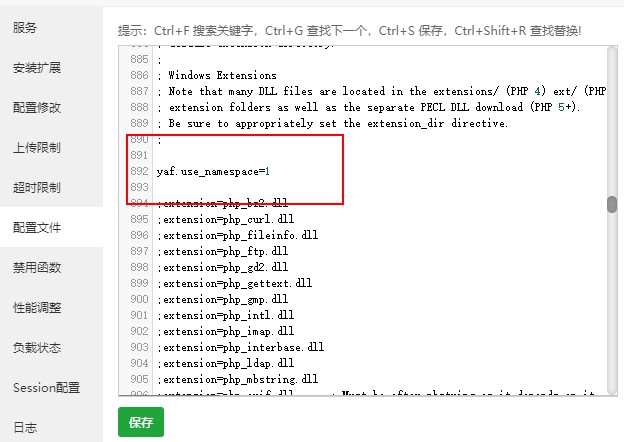 服务
安装扩展
配置修改
上传限制
超时限制
配置文件
禁用函数
性能调整
负载状态
Session配置
日志
提示：Ctrl+F 搜索关键字，Ctrl+G 查找下一个，Ctrl+S 保存，Ctrl+Shift+R 查找替换!
885 ;
886 ; Windows Extensions
887 ; Note that many DLL files are located in the extensions/ (PHP 4) ext/ (PHP
888 ; extension folders as well as the separate PECL DLL download (PHP 5+).
889 ; Be sure to appropriately set the extension_dir directive.
890 ;
891
892 yaf.use_namespace=1
893
894 ;extension=php_bz2.dll
895 ;extension=php_curl.dll
896 ;extension=php_fileinfo.dll
897 ;extension=php_ftp.dll
898 ;extension=php_gd2.dll
899 ;extension=php_gettext.dll
900 ;extension=php_gmp.dll
901 ;extension=php_intl.dll
902 ;extension=php_imap.dll
903 ;extension=php_interbase.dll
904 ;extension=php_ldap.dll
905 ;extension=php_mbstring.dll
保存